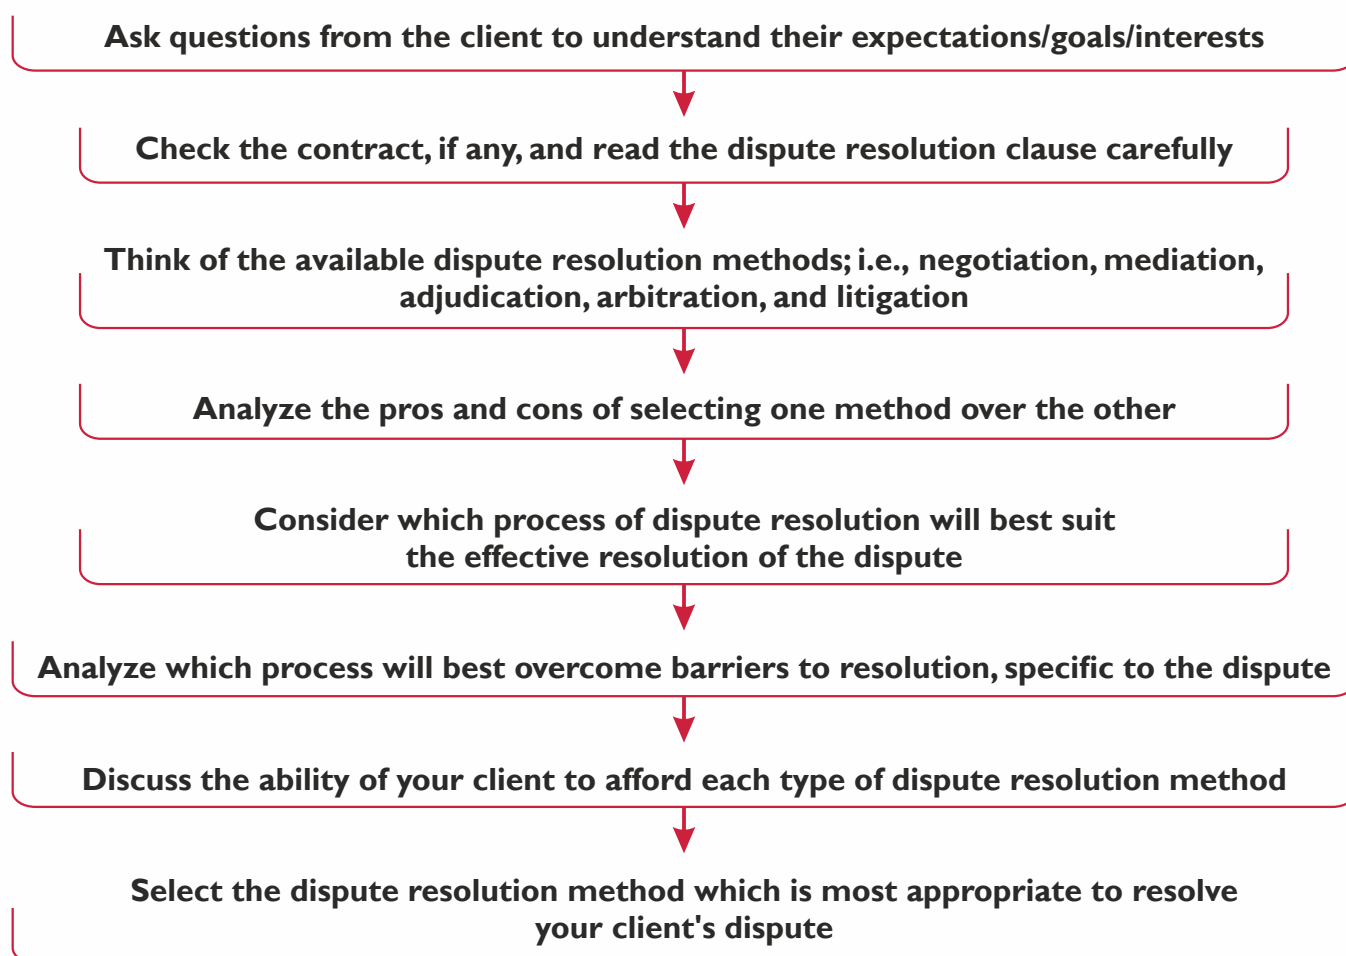 Ask questions from the client to understand their expectations/goals/interests
Check the contract, if any, and read the dispute resolution clause carefully
Think of the available dispute resolution methods; i.e., negotiation, mediation,
adjudication, arbitration, and litigation
Analyze the pros and cons of selecting one method over the other
Consider which process of dispute resolution will best suit
the effective resolution of the dispute
Analyze which process will best overcome barriers to resolution, specific to the dispute
Discuss the ability of your client to afford each type of dispute resolution method
Select the dispute resolution method which is most appropriate to resolve
your client's dispute